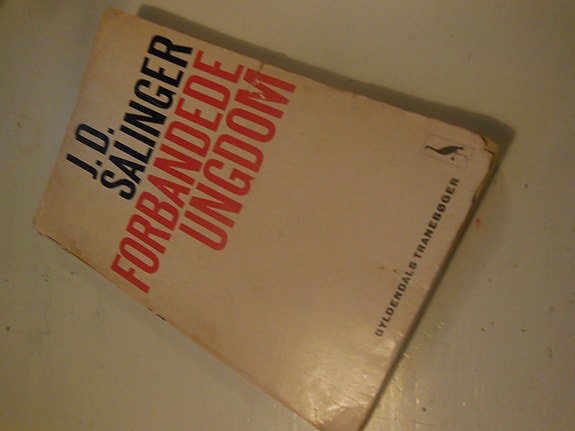 J.D.
SALINGER
FORBANDEDE
UNGDOM
GYLDENDALS TRANEBØGER